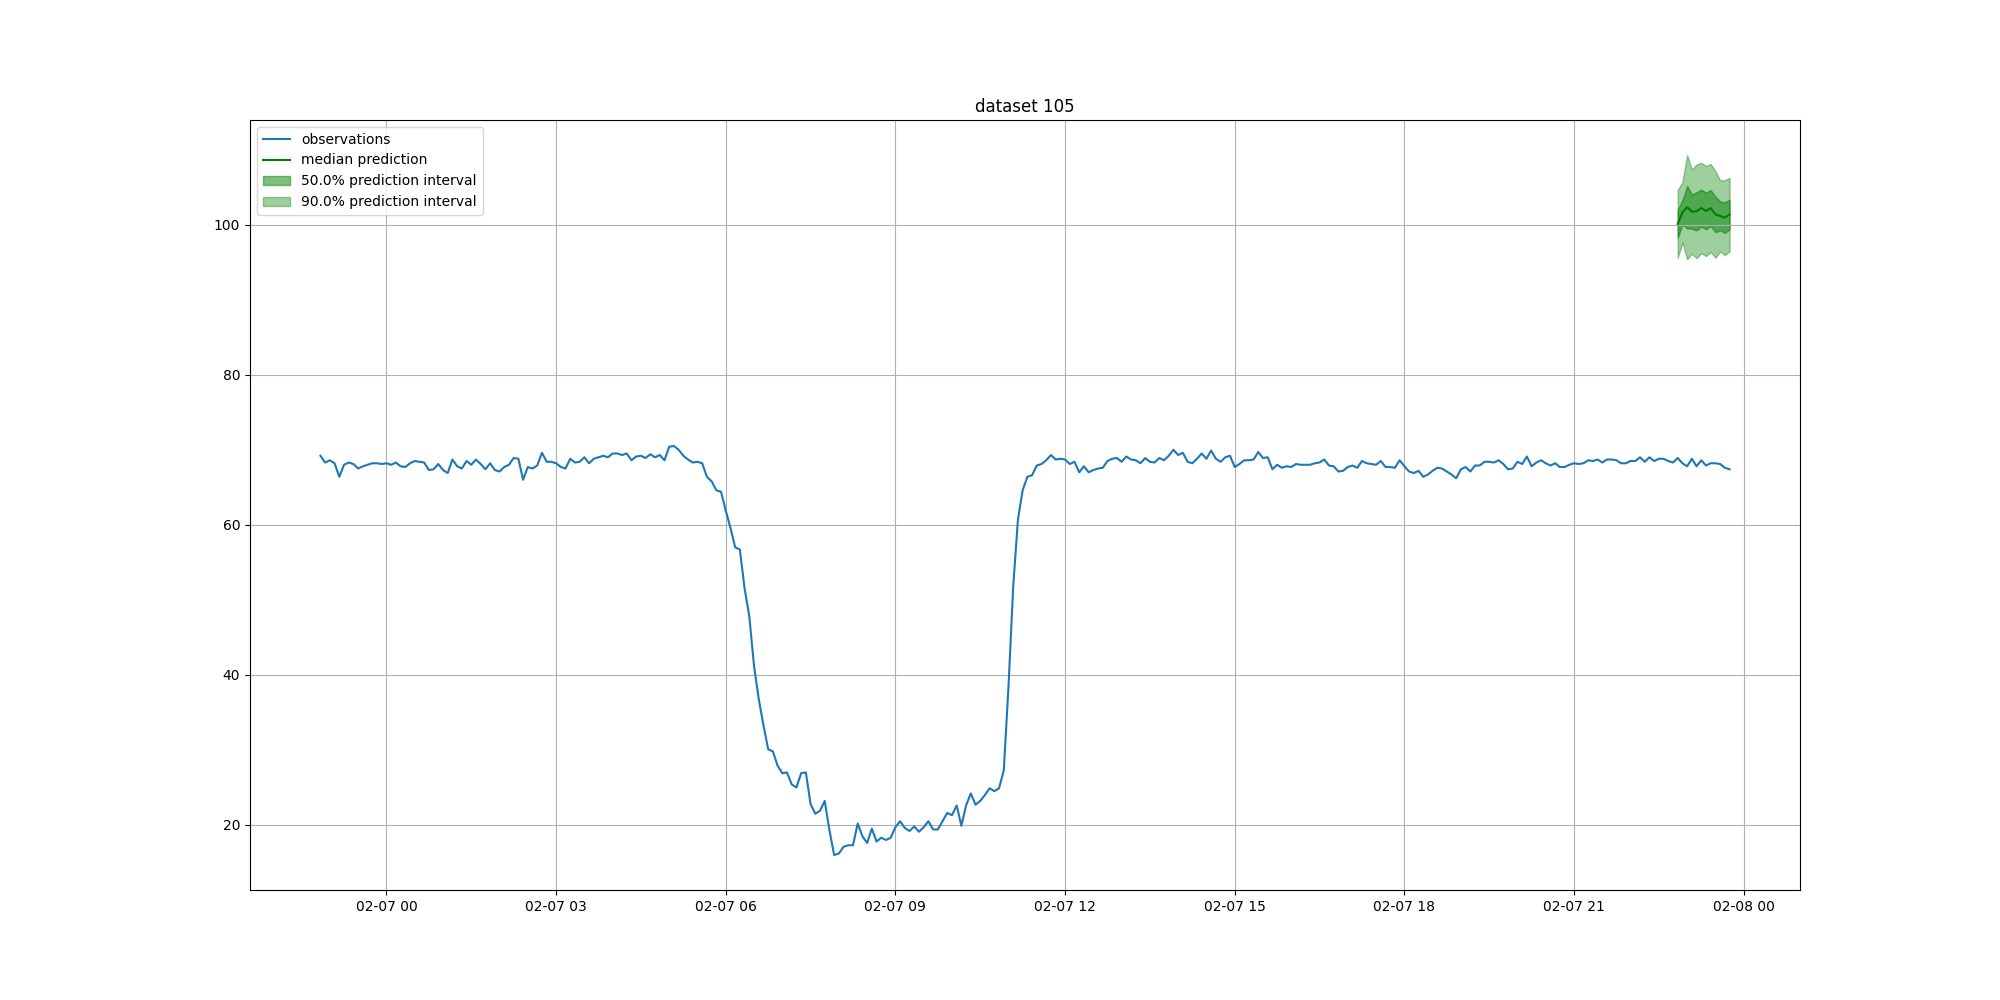 dataset 105
observations
median prediction
50.0% prediction interval
90.0% prediction interval
100
80
60
40
20
02-07 00
02-07 03
02-07 06
02-07 09
02-07 12
02-07 15
02-07 18
02-07 21
02-08 00